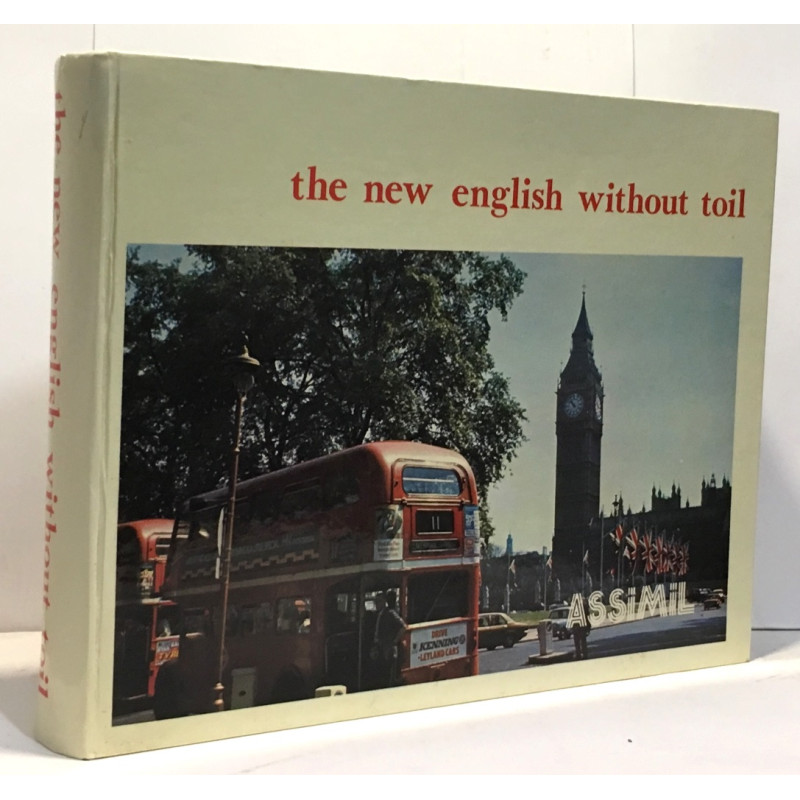 the new english without toil
the new english without toil
11
DRIVE
KENNING
LEYLAND CARS
ASSiMiL